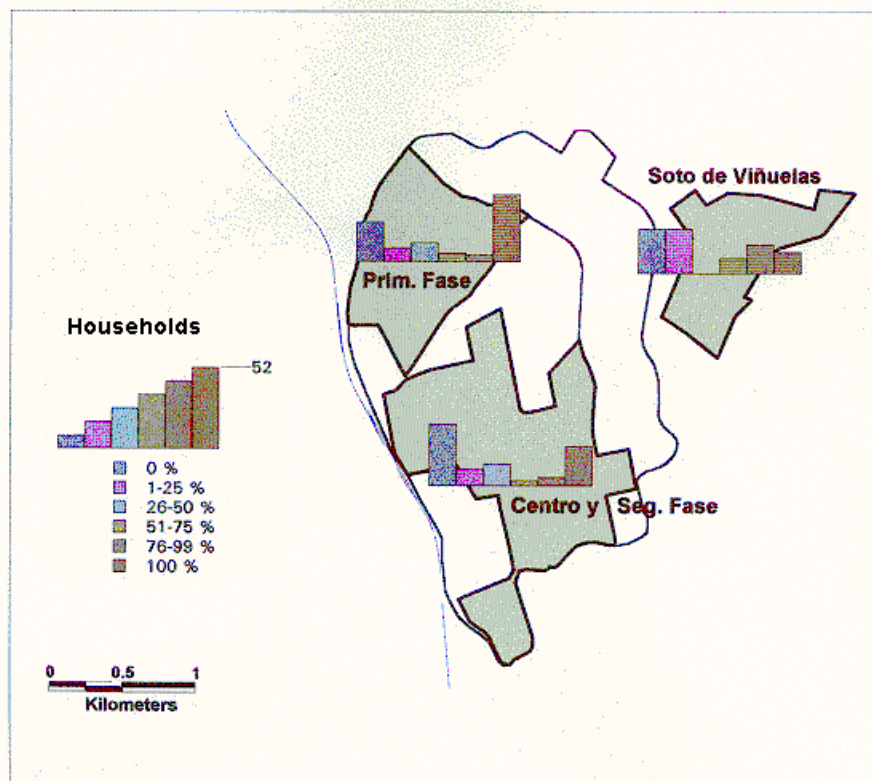 Soto de Viñuelas
Prim. Fase
Households
52
0 %
1-25 %
26-50 %
51-75 %
76-99 %
100 %
Centro y Seg. Fase
0 0.5 1
Kilometers